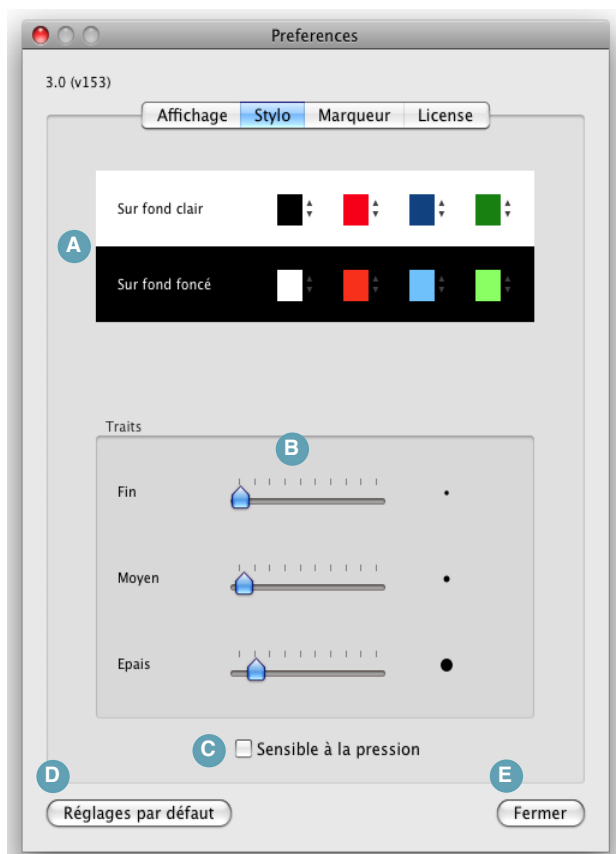 Preferences
3.0 (v153)
Affichage Stylo Marqueur License
Sur fond clair
A
Sur fond foncé
Traits
B
Fin
Moyen
Epais
C Sensible à la pression
D E
Réglages par défaut Fermer